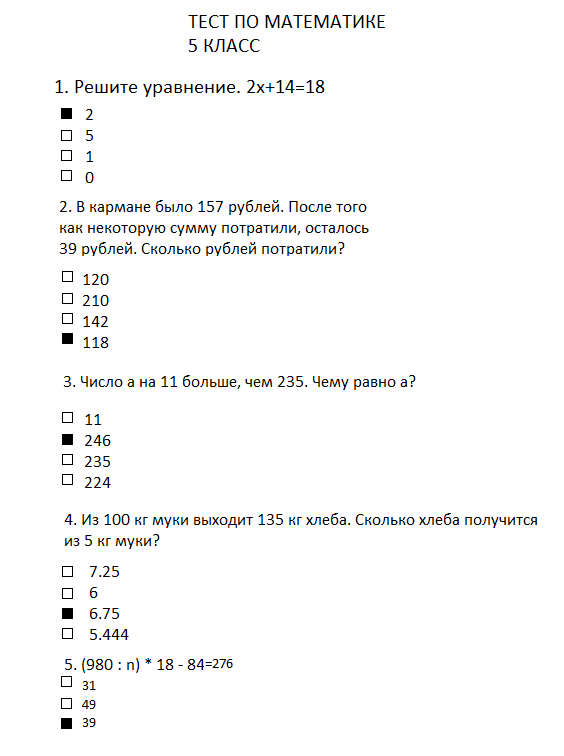 ТЕСТ ПО МАТЕМАТИКЕ
5 КЛАСС
1. Решите уравнение. 2x+14=18
2
5
1
0
2. В кармане было 157 рублей. После того
как некоторую сумму потратили, осталось
39 рублей. Сколько рублей потратили?
120
210
142
118
3. Число а на 11 больше, чем 235. Чему равно а?
11
246
235
224
4. Из 100 кг муки выходит 135 кг хлеба. Сколько хлеба получится
из 5 кг муки?
7.25
6
6.75
5.444
5. (980 : n) * 18 - 84=276
31
49
39